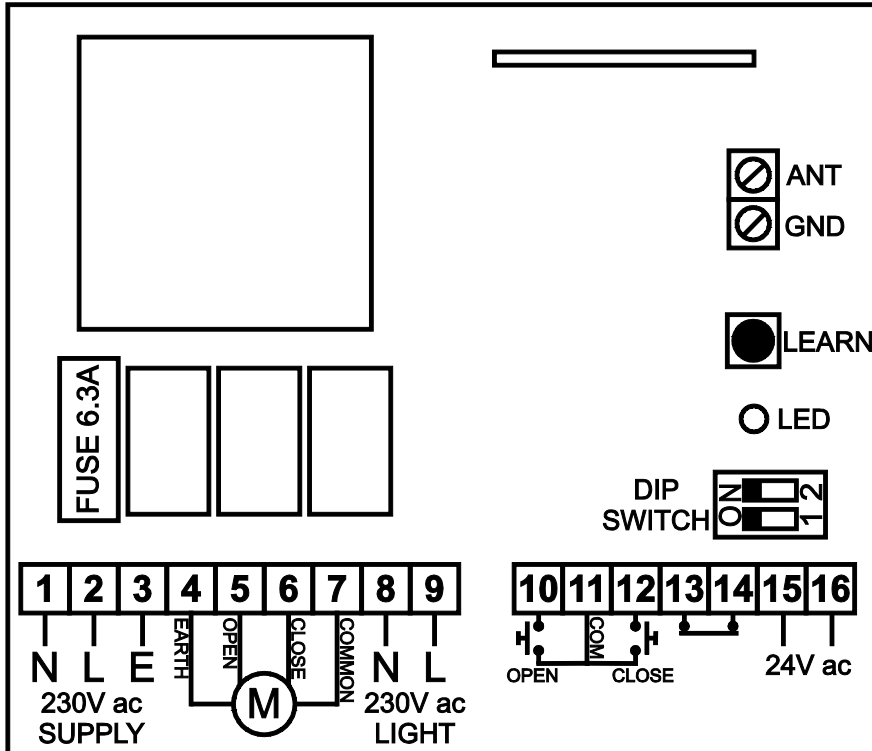 ANT
GND
LEARN
LED
FUSE 6.3A
DIP
SWITCH
ON
1 2
1 2 3 4 5 6 7 8 9
10 11 12 13 14 15 16
EARTH
OPEN
CLOSE
COMMON
N L E
230V ac
SUPPLY
M
N L
230V ac
LIGHT
OPEN
COM
CLOSE
24V ac